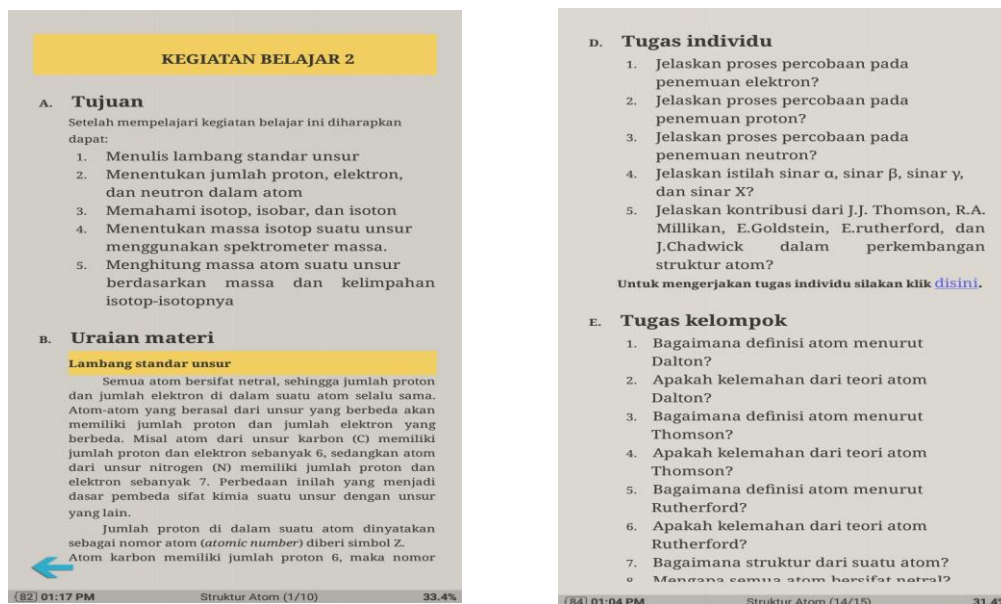 KEGIATAN BELAJAR 2
A. Tujuan
Setelah mempelajari kegiatan belajar ini diharapkan
dapat:
1. Menulis lambang standar unsur
2. Menentukan jumlah proton, elektron,
dan neutron dalam atom
3. Memahami isotop, isobar, dan isoton
4. Menentukan massa isotop suatu unsur
menggunakan spektrometer massa.
5. Menghitung massa atom suatu unsur
berdasarkan massa dan kelimpahan
isotop-isotopnya
B. Uraian materi
Lambang standar unsur
Semua atom bersifat netral, sehingga jumlah proton
dan jumlah elektron di dalam suatu atom selalu sama.
Atom-atom yang berasal dari unsur yang berbeda akan
memiliki jumlah proton dan jumlah elektron yang
berbeda. Misal atom dari unsur karbon (C) memiliki
jumlah proton dan elektron sebanyak 6, sedangkan atom
dari unsur nitrogen (N) memiliki jumlah proton dan
elektron sebanyak 7. Perbedaan inilah yang menjadi
dasar pembeda sifat kimia suatu unsur dengan unsur
yang lain.
Jumlah proton di dalam suatu atom dinyatakan
sebagai nomor atom (atomic number) diberi simbol Z.
Atom karbon memiliki jumlah proton 6, maka nomor
(82) 01:17 PM Struktur Atom (1/10) 33.4%
D. Tugas individu
1. Jelaskan proses percobaan pada
penemuan elektron?
2. Jelaskan proses percobaan pada
penemuan proton?
3. Jelaskan proses percobaan pada
penemuan neutron?
4. Jelaskan istilah sinar α, sinar β, sinar γ,
dan sinar X?
5. Jelaskan kontribusi dari J.J. Thomson, R.A.
Millikan, E.Goldstein, E.rutherford, dan
J.Chadwick dalam perkembangan
struktur atom?
Untuk mengerjakan tugas individu silakan klik disini.
E. Tugas kelompok
1. Bagaimana definisi atom menurut
Dalton?
2. Apakah kelemahan dari teori atom
Dalton?
3. Bagaimana definisi atom menurut
Thomson?
4. Apakah kelemahan dari teori atom
Thomson?
5. Bagaimana definisi atom menurut
Rutherford?
6. Apakah kelemahan dari teori atom
Rutherford?
7. Bagaimana struktur dari suatu atom?
8. Mengapa semua atom bersifat netral?
(84) 01:04 PM Struktur Atom (14/15) 31.4%